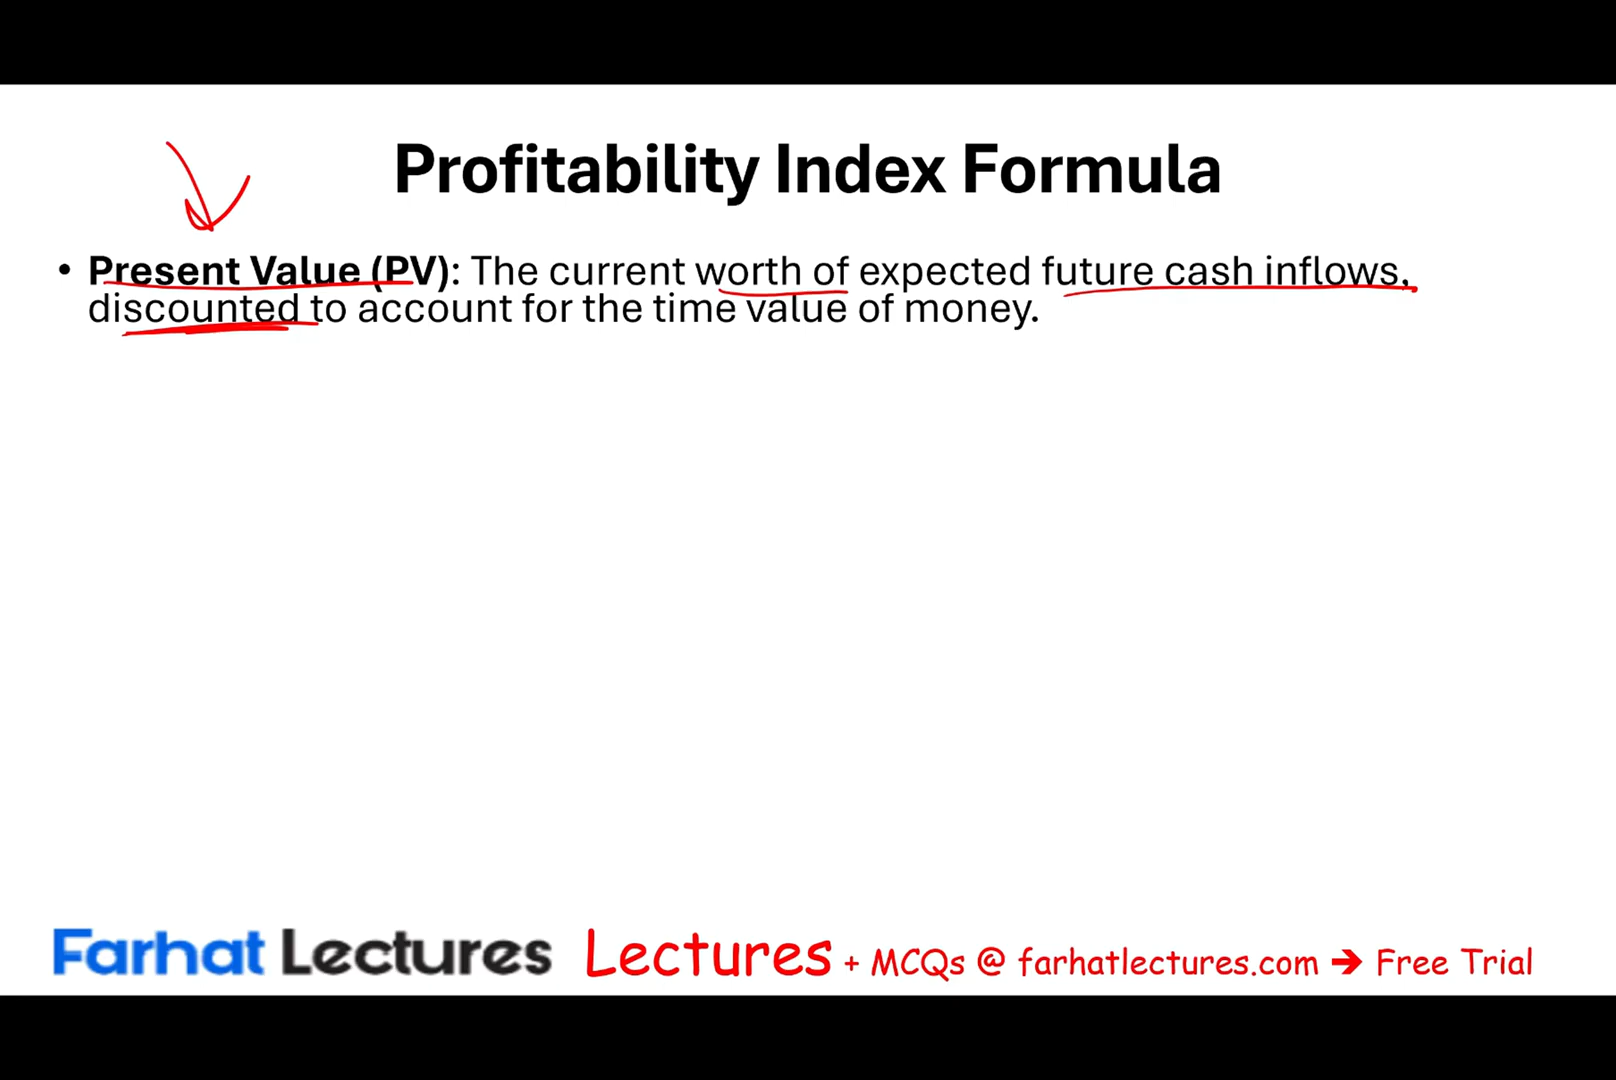 Profitability Index Formula
• Present Value (PV): The current worth of expected future cash inflows,
discounted to account for the time value of money.
Farhat Lectures Lectures + MCQs @ farhatlectures.com → Free Trial